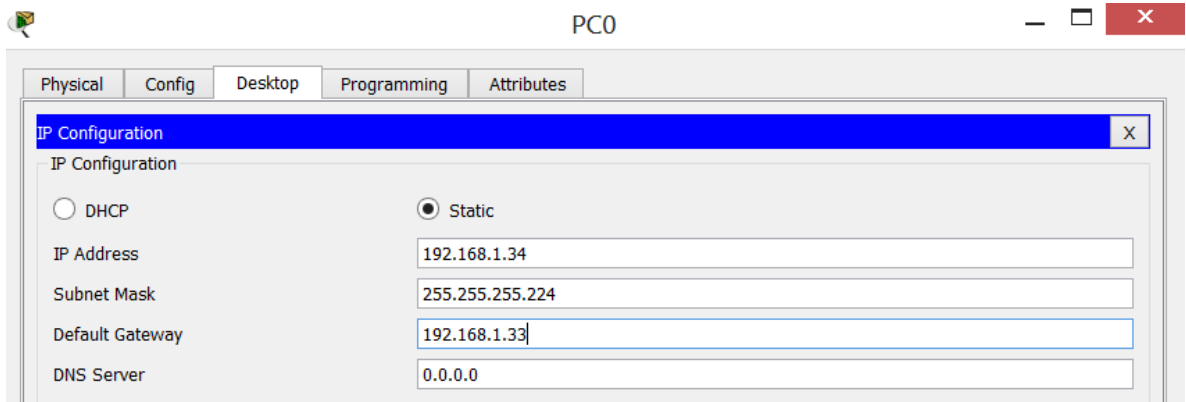 PC0
Physical Config Desktop Programming Attributes
IP Configuration X
IP Configuration
DHCP Static
IP Address 192.168.1.34
Subnet Mask 255.255.255.224
Default Gateway 192.168.1.33
DNS Server 0.0.0.0